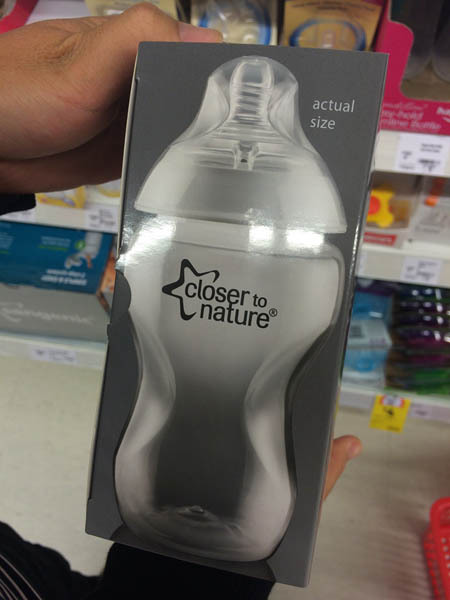 actual
size
closer to
nature®